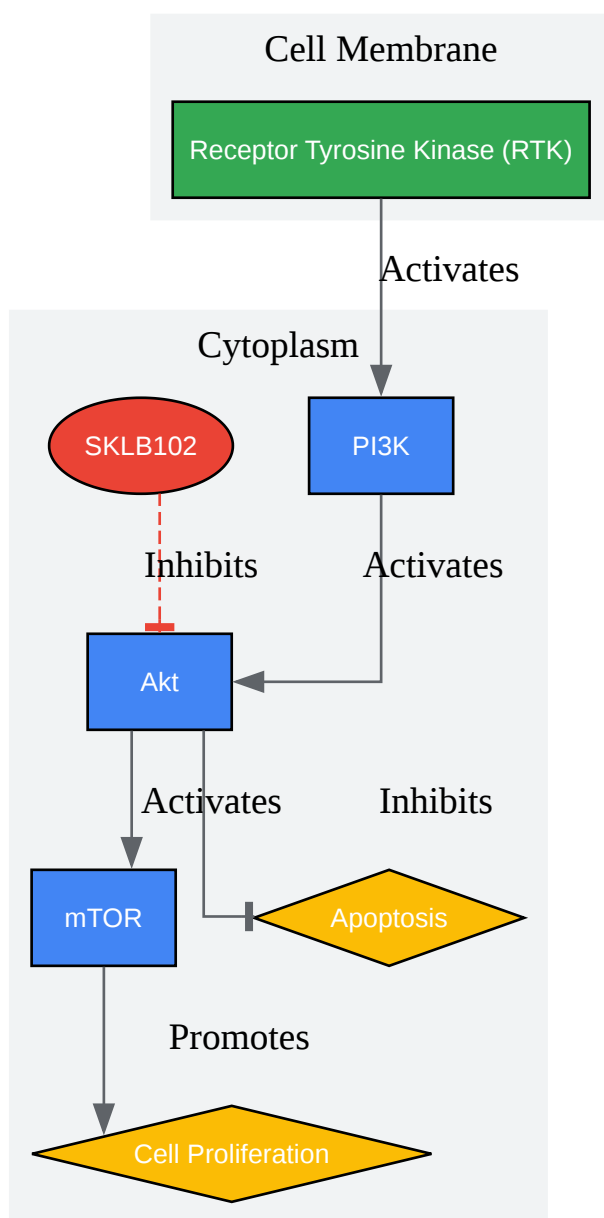 Cell Membrane
Receptor Tyrosine Kinase (RTK)
Activates
Cytoplasm
SKLB102
PI3K
Inhibits
Activates
Akt
Activates
Inhibits
mTOR
Apoptosis
Promotes
Cell Proliferation